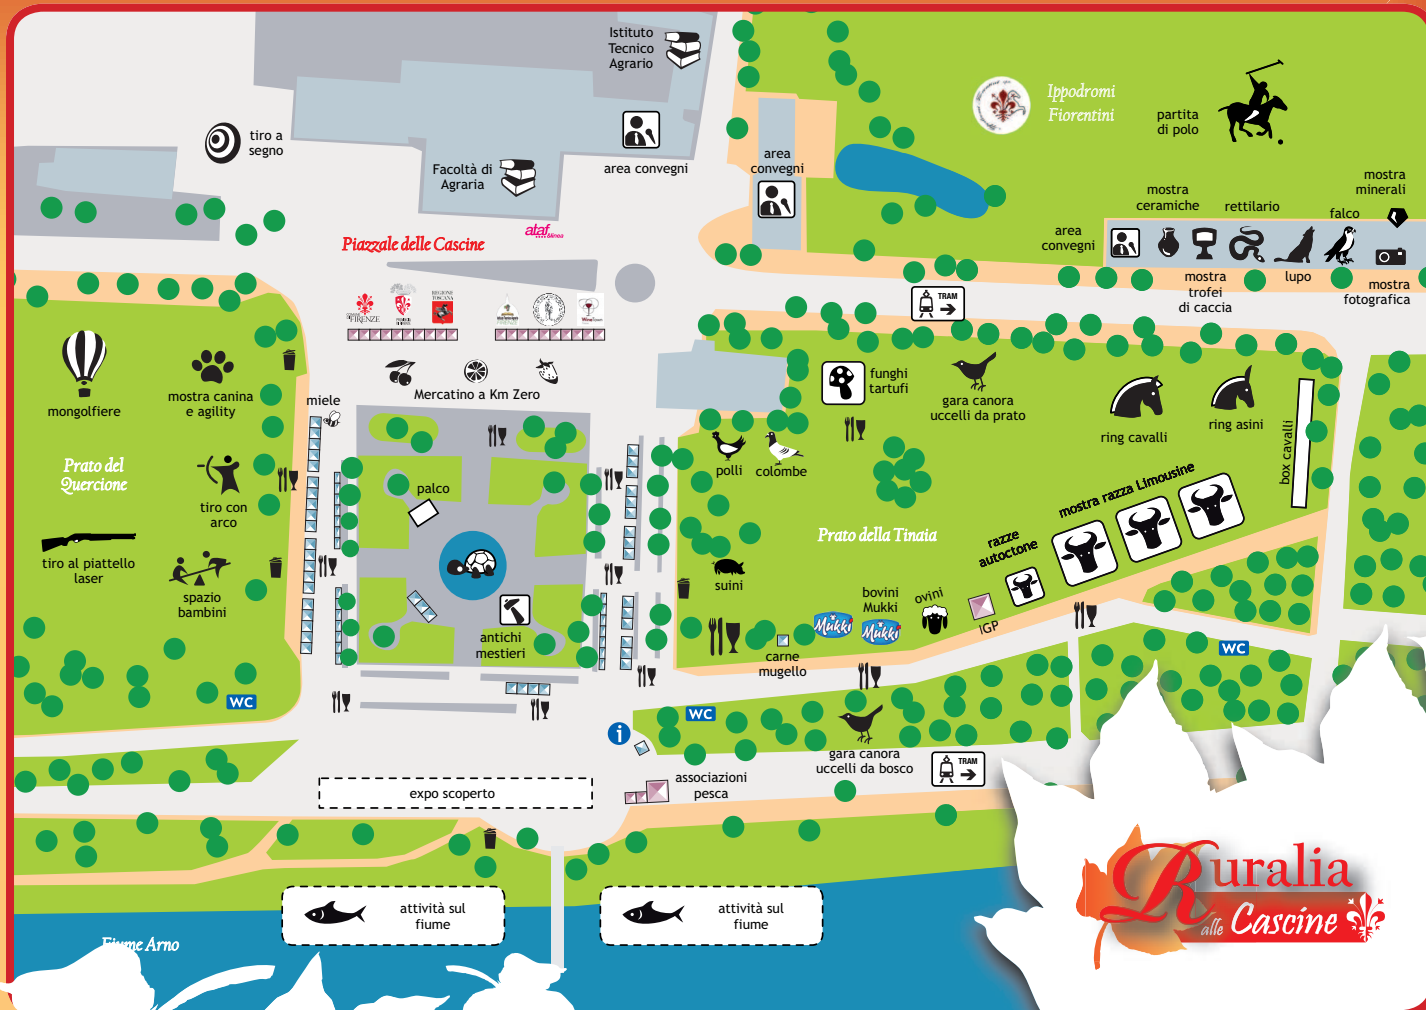 Istituto
Tecnico
Agrario
Ippodromi
Fiorentini
partita
di polo
tiro a
segno
Facoltà di
Agraria
area convegni
area
convegni
mostra
minerali
mostra
ceramiche
rettilario
falco
area
convegni
mostra
trofei
di caccia
lupo
mostra
fotografica
Piazzale delle Cascine
ataf
&linea
TRAM
FIRENZE
REGIONE
TOSCANA
Mercatino a Km Zero
mongolfiere
mostra canina
e agility
miele
funghi
tartufi
gara canora
uccelli da prato
ring cavalli
ring asini
box cavalli
polli
colombe
Prato del
Quercione
tiro con
arco
palco
mostra razza Limousine
Prato della Tinaia
razze
autoctone
tiro al piattello
laser
spazio
bambini
suini
antichi
mestieri
bovini
Mukki
ovini
Mukki
Mukki
IGP
carne
mugello
WC
WC
WC
i
gara canora
uccelli da bosco
TRAM
associazioni
pesca
expo scoperto
attività sul
fiume
attività sul
fiume
Fiume Arno
Ruralia
alle Cascine